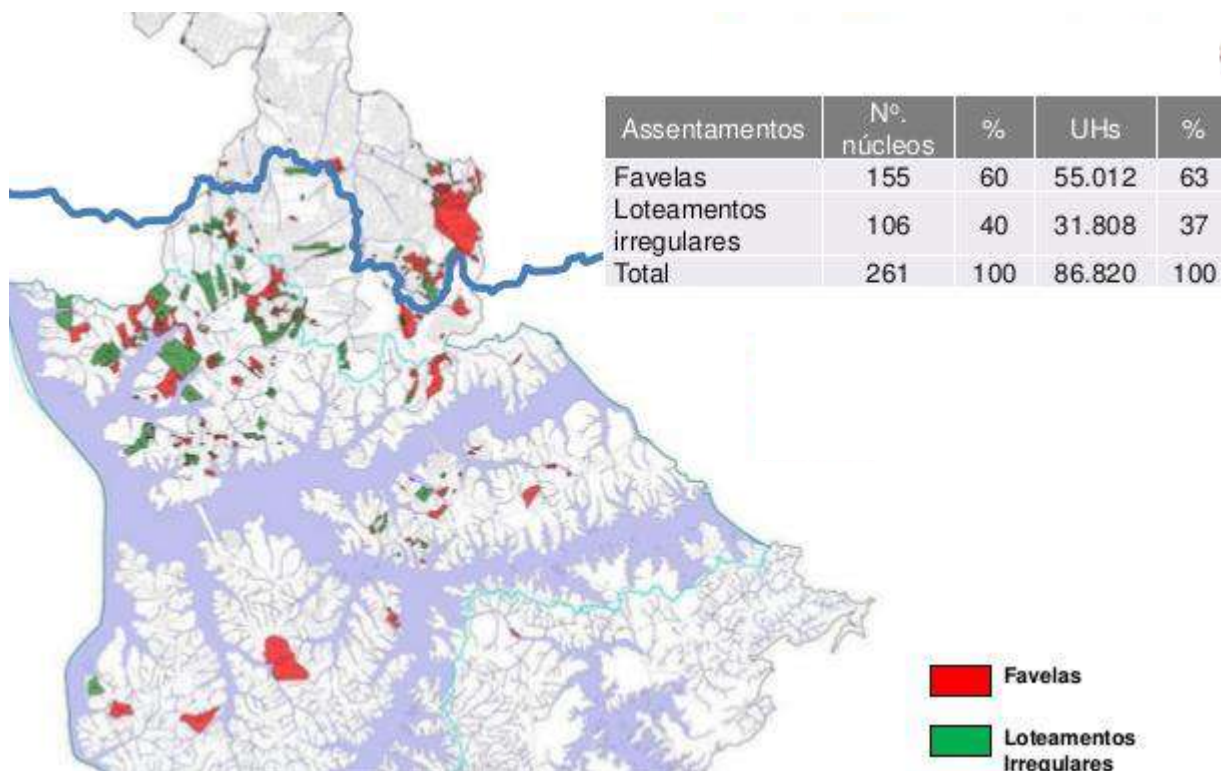 Assentamentos Nº. núcleos % UHs %
Favelas 155 60 55.012 63
Loteamentos irregulares 106 40 31.808 37
Total 261 100 86.820 100
Favelas
Loteamentos
Irregulares